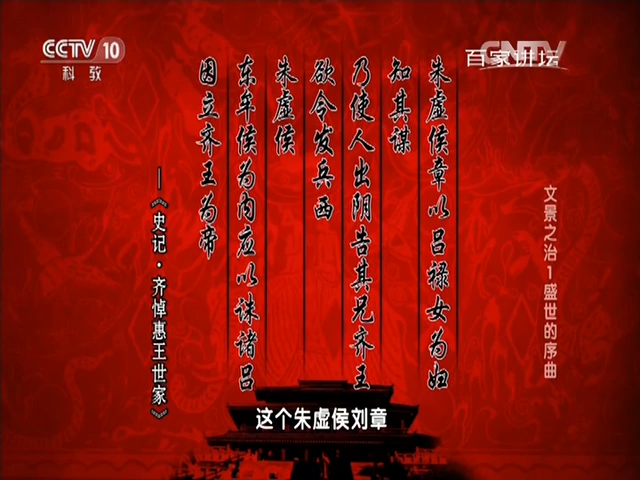 CCTV 10
科教
CNTV
百家讲坛
文景之治1盛世的序曲
朱虚侯章以吕禄女为妇
知其谋
乃使人出阴告其兄齐王
欲令发兵西
朱虚侯
东牟侯为内应以诛诸吕
因立齐王为帝
—《史记·齐悼惠王世家》
这个朱虚侯刘章